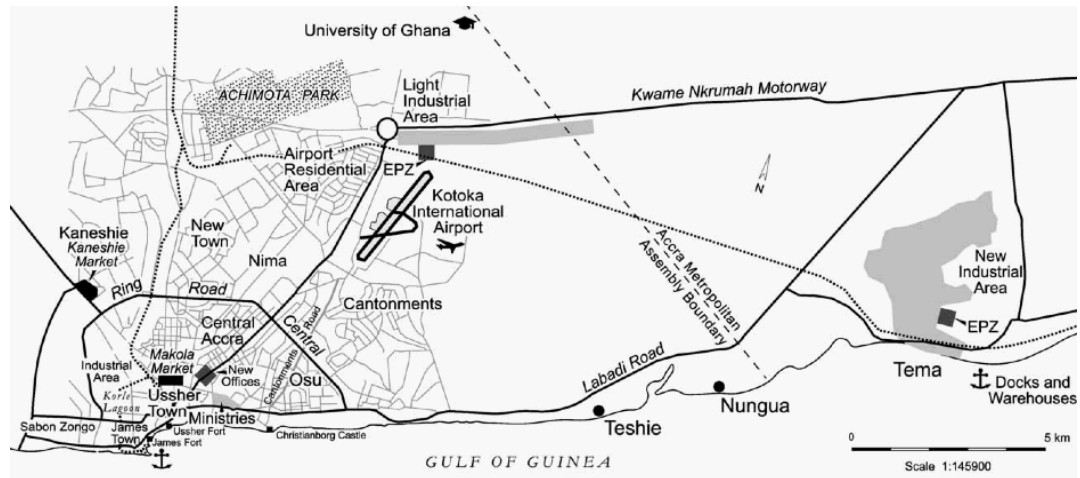 University of Ghana
ACHIMOTA PARK
Light
Industrial
Area
Kwame Nkrumah Motorway
Airport
Residential
Area
EPZ
N
Kotoka
International
Airport
Kaneshie
Kaneshie
Market
New
Town
Nima
Accra Metropolitan
Assembly Boundary
New
Industrial
Area
EPZ
Ring Road Central
Cantonments
Central
Accra
Cantonments Road
Makola
Market
New
Offices
Osu
Labadi Road
Industrial
Area
Korle
Lagoon
Ussher
Town
Ministries
Tema
Docks and
Warehouses
Nungua
Teshie
Sabon Zongo
James
Town
Ussher Fort
James Fort
Christianborg Castle
GULF OF GUINEA
0 5 km
Scale 1:145900